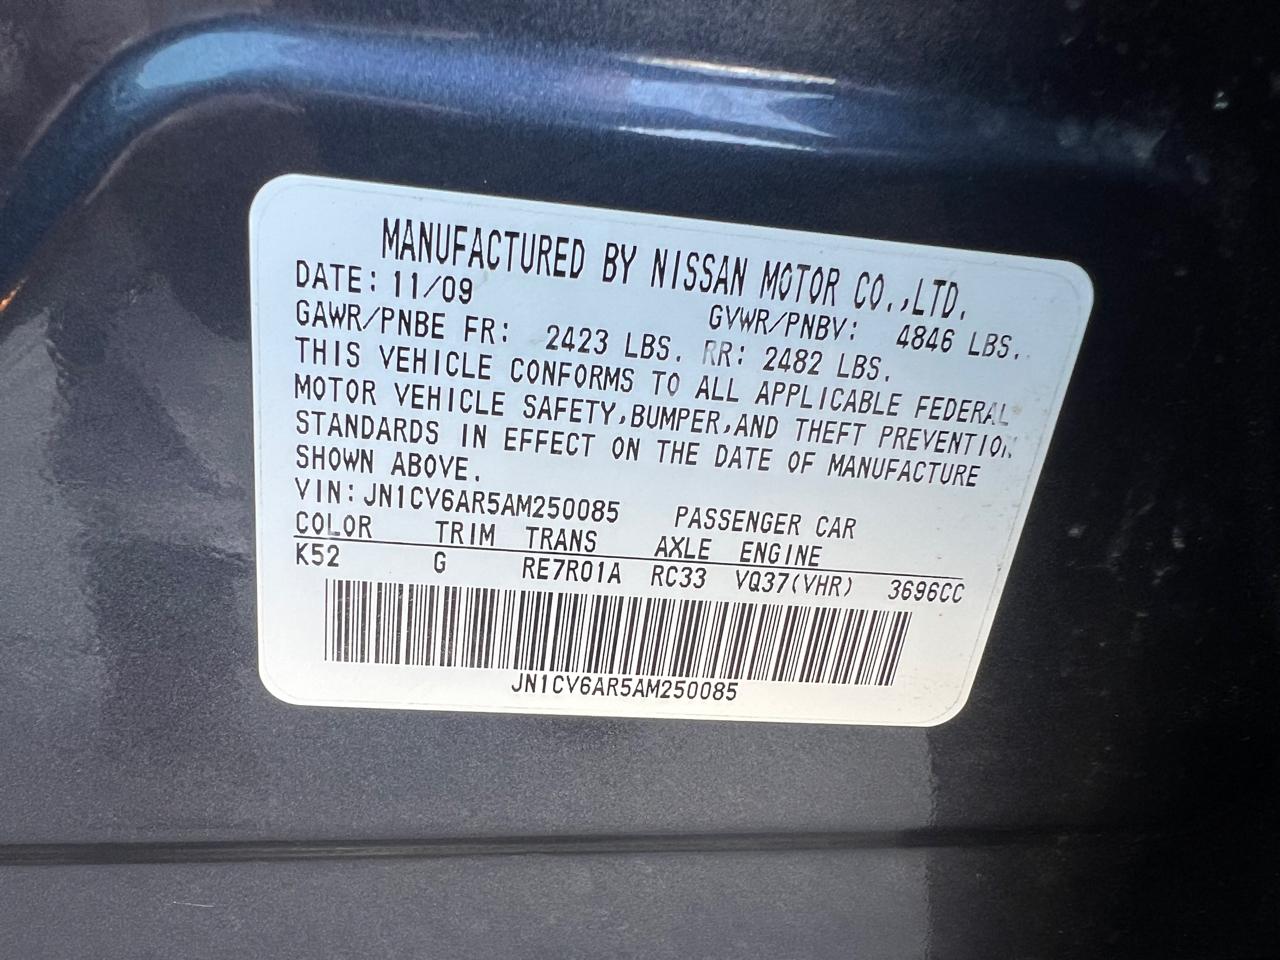 MANUFACTURED BY NISSAN MOTOR CO.,LTD.
DATE: 11/09 GVWR/PNBV: 4846 LBS.
GAWR/PNBE FR: 2423 LBS. RR: 2482 LBS.
THIS VEHICLE CONFORMS TO ALL APPLICABLE FEDERAL
MOTOR VEHICLE SAFETY,BUMPER,AND THEFT PREVENTION
STANDARDS IN EFFECT ON THE DATE OF MANUFACTURE
SHOWN ABOVE.
VIN: JN1CV6AR5AM250085 PASSENGER CAR
COLOR TRIM TRANS AXLE ENGINE
K52 G RE7R01A RC33 VQ37(VHR) 3696CC
JN1CV6AR5AM250085